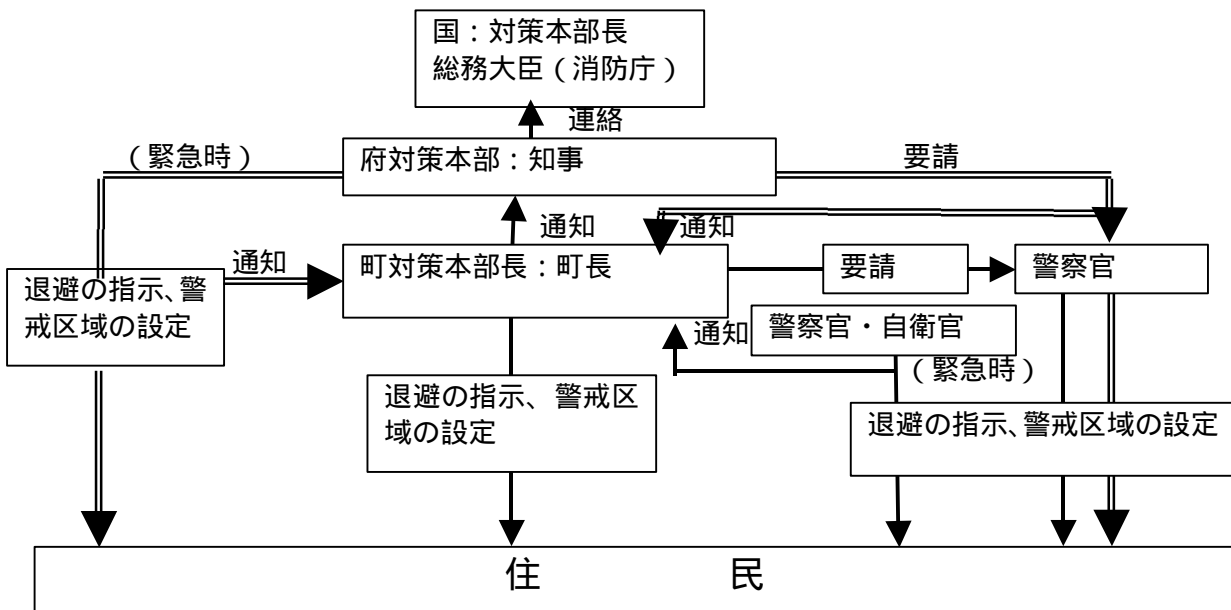 国：対策本部長
総務大臣（消防庁）
連絡
（緊急時）
府対策本部：知事
要請
通知
通知
通知
町対策本部長：町長
要請
警察官
退避の指示、警
戒区域の設定
通知
警察官・自衛官
（緊急時）
退避の指示、警戒区
域の設定
退避の指示、警戒区域の設定
住　民